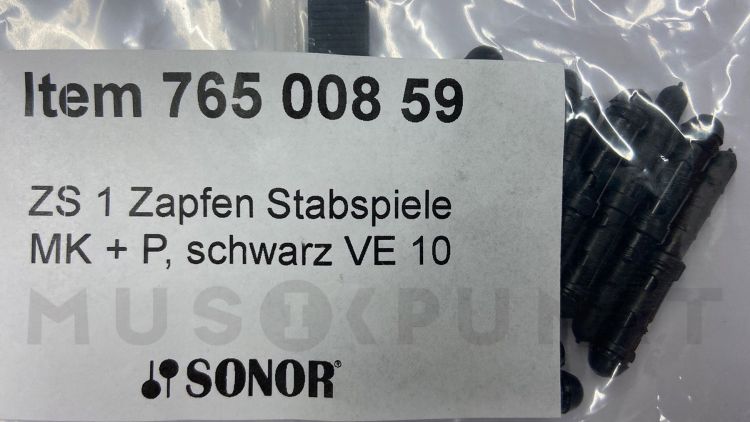 Item 765 008 59
ZS 1 Zapfen Stabspiele
MK + P, schwarz VE 10
MUSIKPUNKT
SONOR®